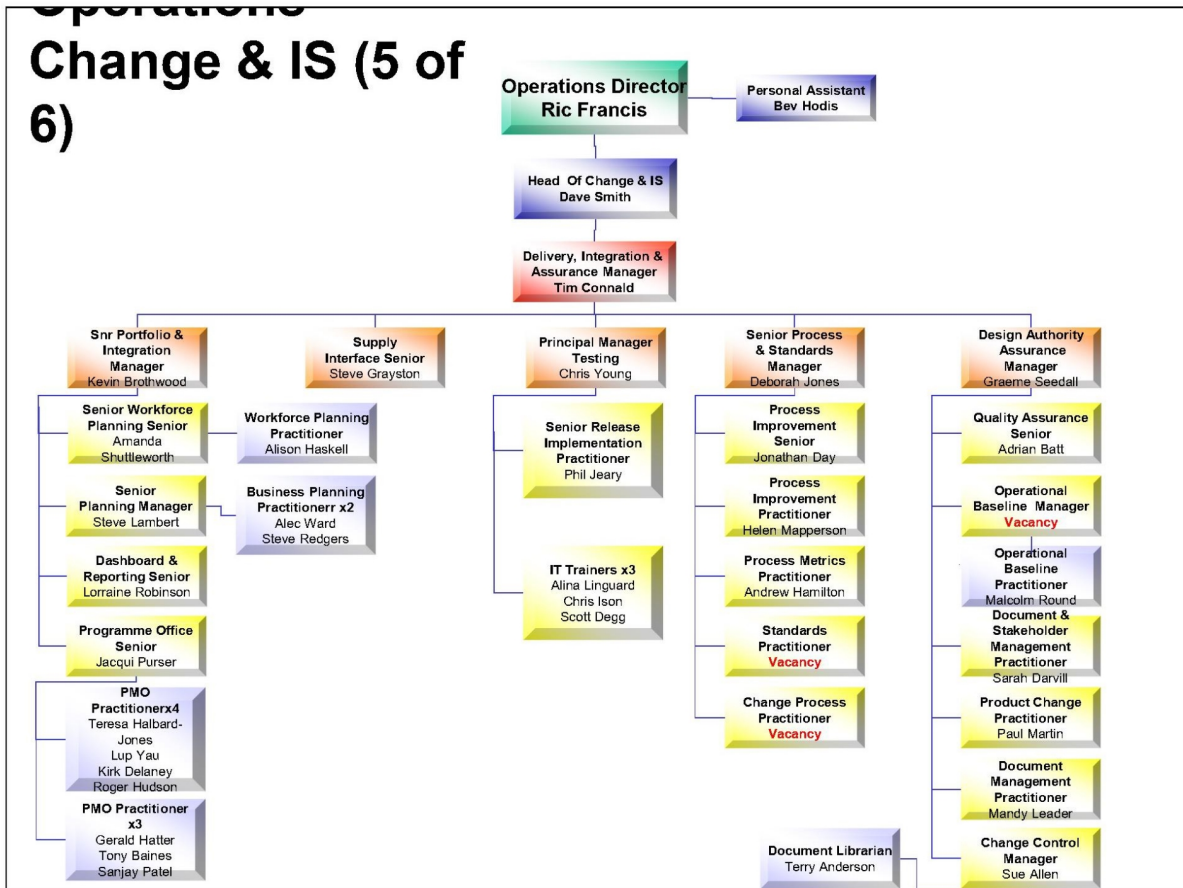 Operations
Change & IS (5 of
6)
Operations Director
Ric Francis
Personal Assistant
Bev Hodis
Head Of Change & IS
Dave Smith
Delivery, Integration &
Assurance Manager
Tim Connald
Snr Portfolio &
Integration
Manager
Kevin Brothwood
Supply
Interface Senior
Steve Grayston
Principal Manager
Testing
Chris Young
Senior Process
& Standards
Manager
Deborah Jones
Design Authority
Assurance Manager
Graeme Seedall
Senior Workforce
Planning Senior
Amanda
Shuttleworth
Workforce Planning
Practitioner
Alison Haskell
Senior
Planning Manager
Steve Lambert
Business Planning
Practitionerr x2
Alec Ward
Steve Redgers
Dashboard &
Reporting Senior
Lorraine Robinson
Programme Office
Senior
Jacqui Purser
PMO
Practitionerx4
Teresa Halbard-
Jones
Lup Yau
Kirk Delaney
Roger Hudson
PMO Practitioner
x3
Gerald Hatter
Tony Baines
Sanjay Patel
Senior Release
Implementation
Practitioner
Phil Jeary
IT Trainers x3
Alina Linguard
Chris Ison
Scott Degg
Process
Improvement
Senior
Jonathan Day
Process
Improvement
Practitioner
Helen Mapperson
Process Metrics
Practitioner
Andrew Hamilton
Standards
Practitioner
Vacancy
Change Process
Practitioner
Vacancy
Quality Assurance
Senior
Adrian Batt
Operational
Baseline Manager
Vacancy
Operational
Baseline
Practitioner
Malcolm Round
Document &
Stakeholder
Management
Practitioner
Sarah Darvill
Product Change
Practitioner
Paul Martin
Document
Management
Practitioner
Mandy Leader
Change Control
Manager
Sue Allen
Document Librarian
Terry Anderson